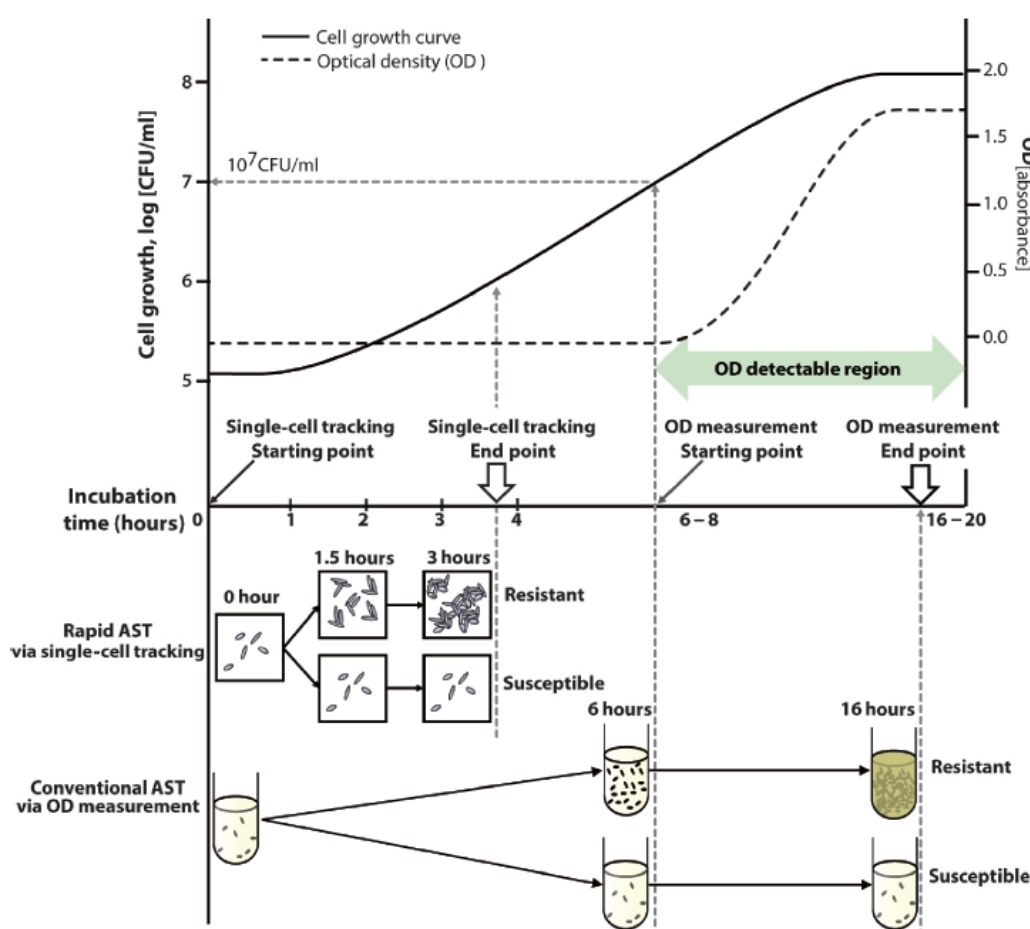 Cell growth curve
Optical density (OD )
Cell growth, log [CFU/ml]
8
7
6
5
10⁷CFU/ml
2.0
1.5
1.0
0.5
0.0
OD
[absorbance]
OD detectable region
Single-cell tracking
Starting point
Single-cell tracking
End point
OD measurement
Starting point
OD measurement
End point
Incubation
time (hours)
0
1
2
3
4
6–8
16–20
0 hour
1.5 hours
3 hours
Resistant
Rapid AST
via single-cell tracking
Susceptible
6 hours
16 hours
Resistant
Conventional AST
via OD measurement
Susceptible